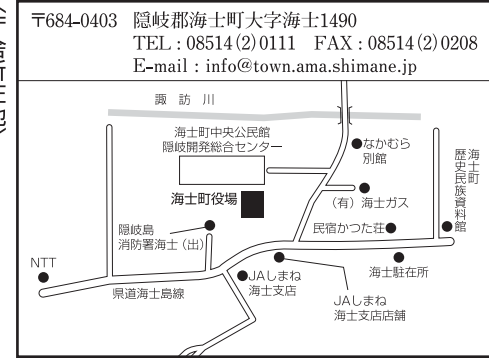 〒684-0403 隠岐郡海士町大字海士1490
TEL : 08514(2)0111 FAX : 08514(2)0208
E-mail : info@town.ama.shimane.jp
諏訪川
海士町中央公民館
隠岐開発総合センター
なかむら
別館
海士町
歴史民族資料館
海士町役場
(有)海士ガス
隠岐島
消防署海士(出)
民宿かつた荘
NTT
県道海士島線
JAしまね
海士支店
海士駐在所
JAしまね
海士支店店舗